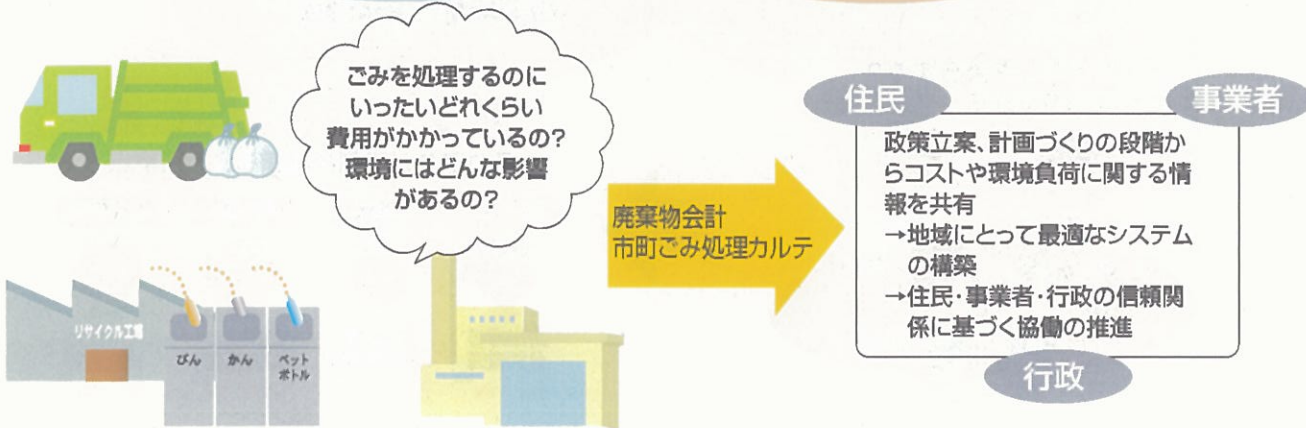 ごみを処理するのに
いったいどれくらい
費用がかかっているの?
環境にはどんな影響
があるの?
リサイクル工場
びん
かん
ペット
ボトル
廃棄物会計
市町ごみ処理カルテ
住民
事業者
政策立案、計画づくりの段階か
らコストや環境負荷に関する情
報を共有
→地域にとって最適なシステム
の構築
→住民・事業者・行政の信頼関
係に基づく協働の推進
行政